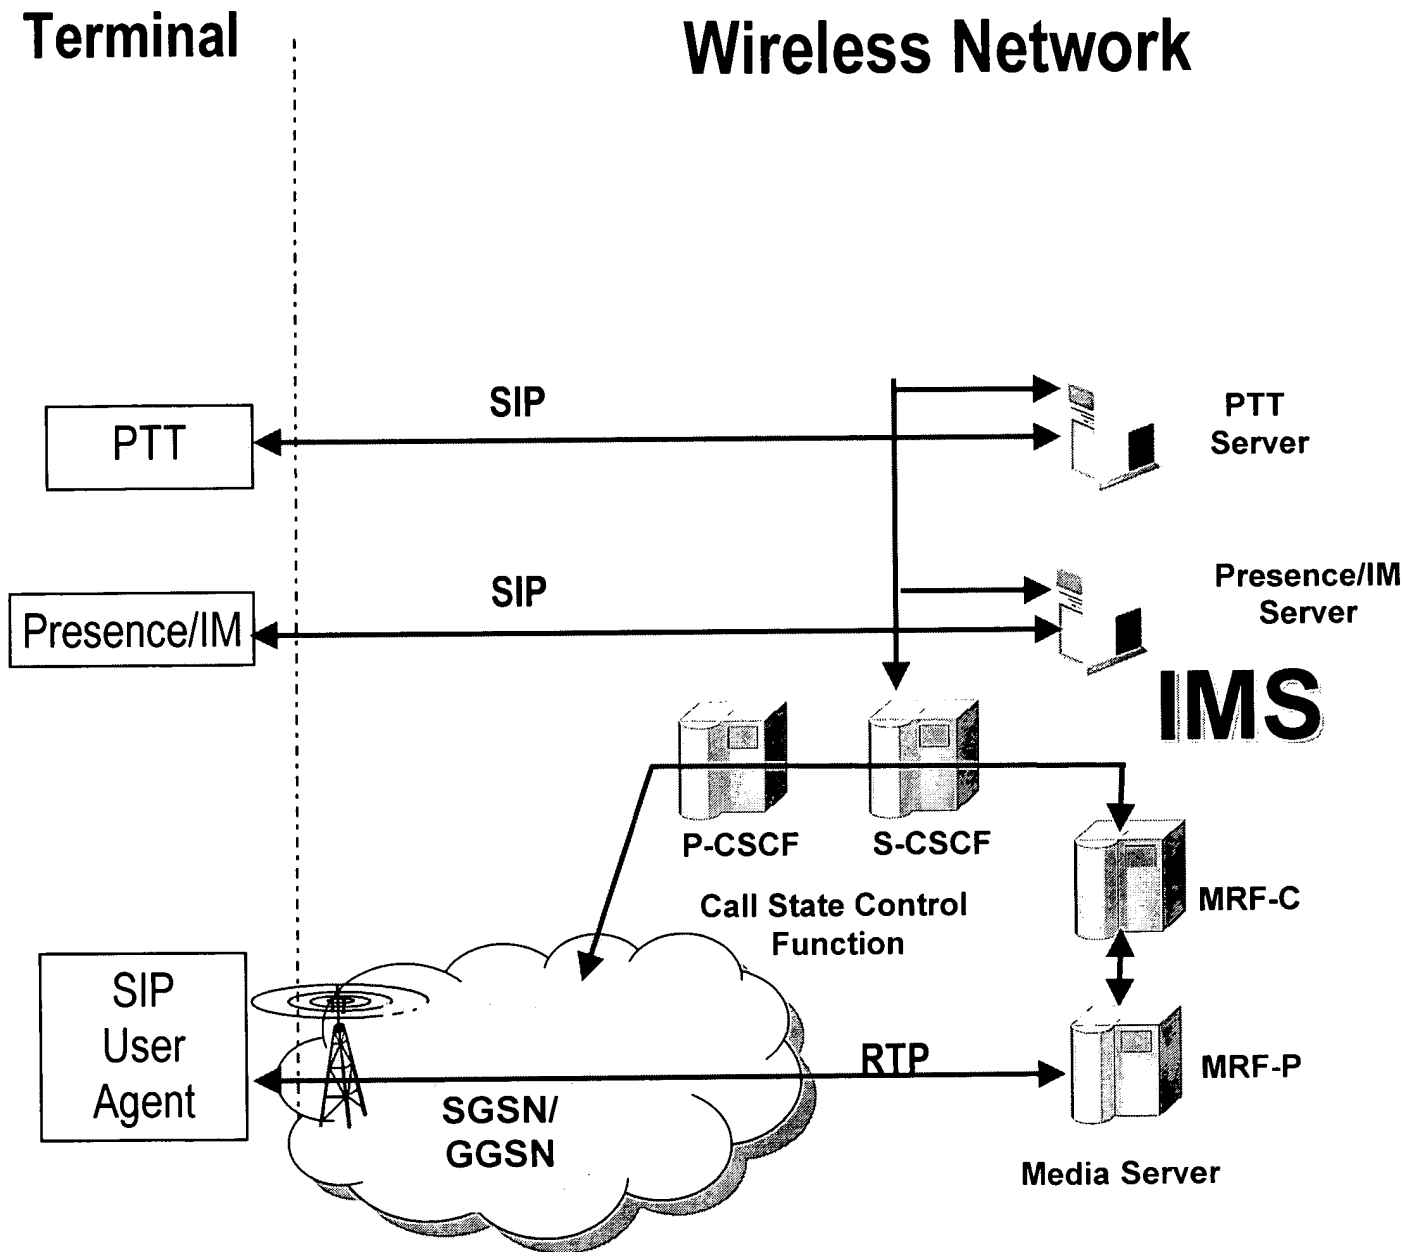 Terminal
Wireless Network
SIP
PTT
PTT
Server
SIP
Presence/IM
Presence/IM
Server
IMS
P-CSCF
S-CSCF
Call State Control
Function
MRF-C
SIP
User
Agent
RTP
MRF-P
SGSN/
GGSN
Media Server